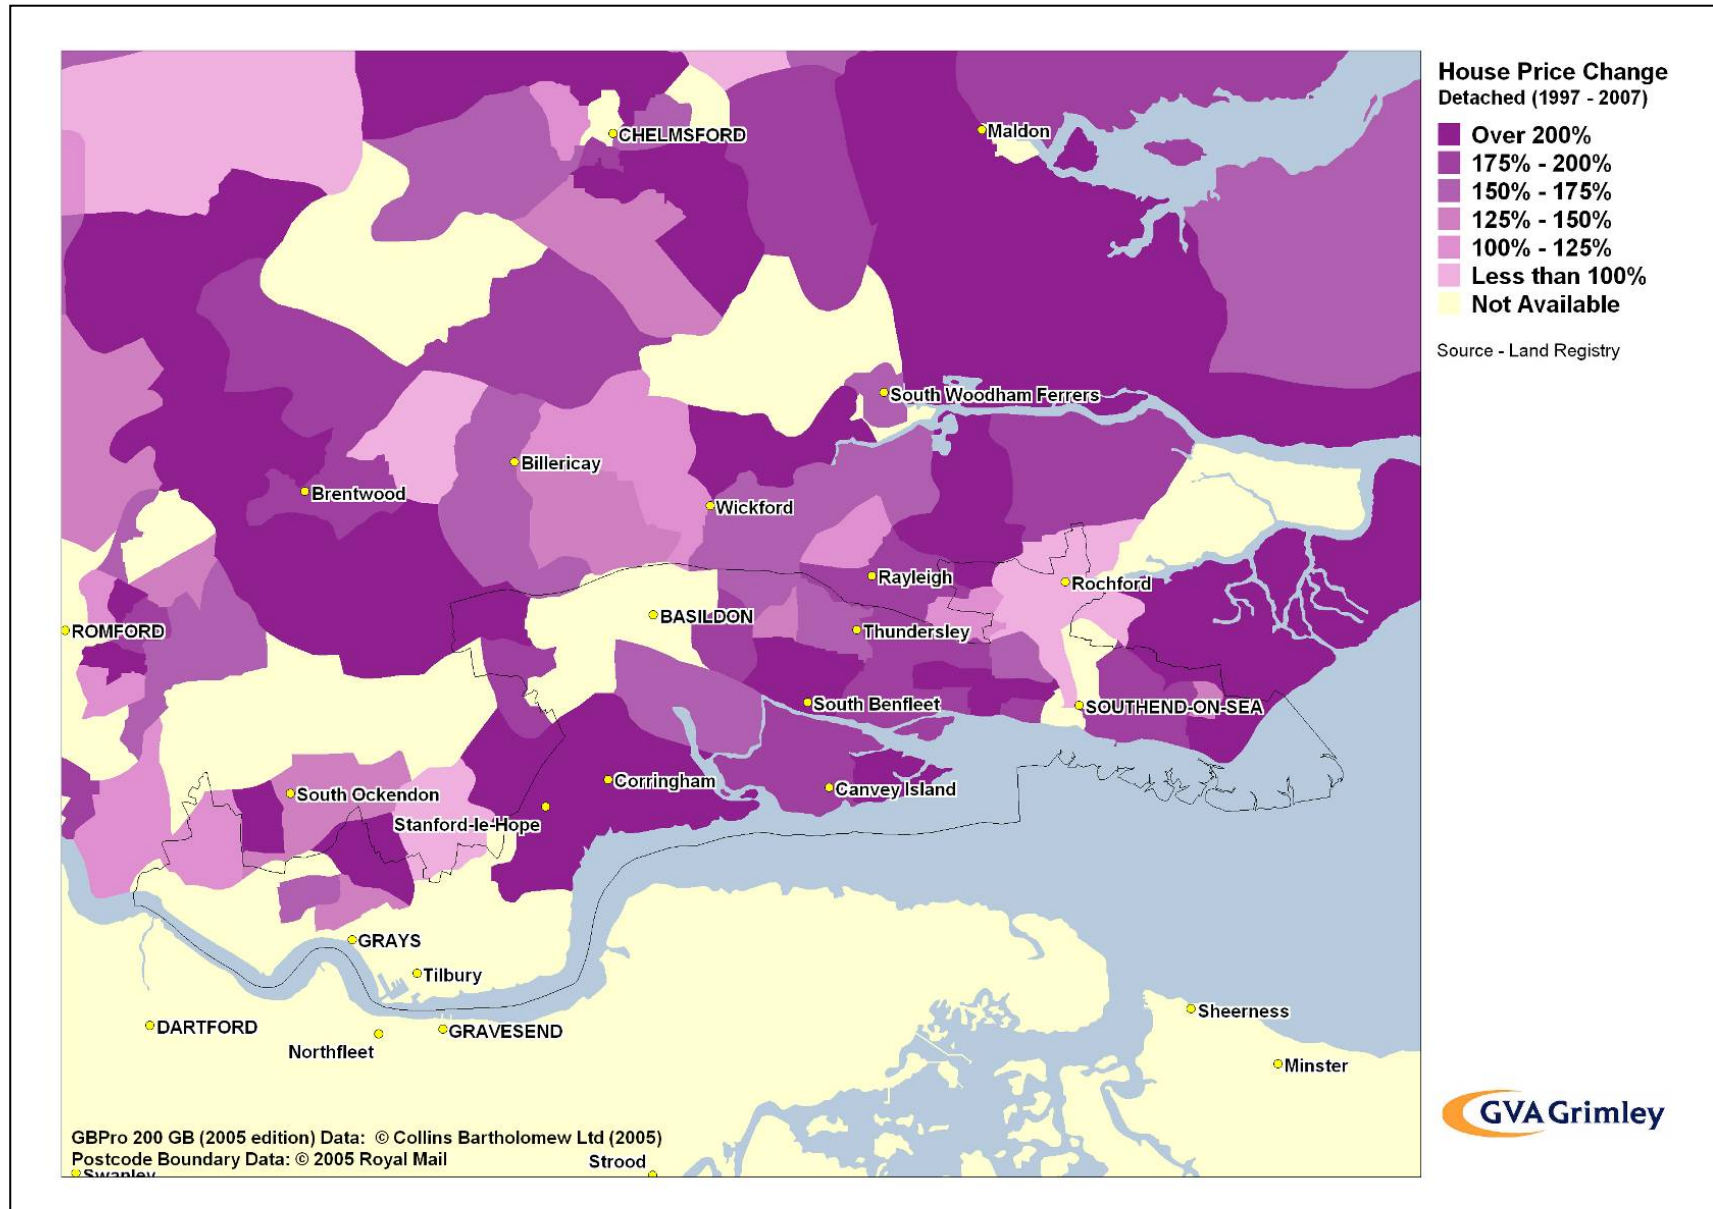 House Price Change
Detached (1997 - 2007)
Over 200%
175% - 200%
150% - 175%
125% - 150%
100% - 125%
Less than 100%
Not Available
Source - Land Registry
CHELMSFORD
Maldon
South Woodham Ferrers
Billericay
Brentwood
Wickford
Rayleigh
Rochford
BASILDON
ROMFORD
Thundersley
South Benfleet
SOUTHEND-ON-SEA
Corringham
Canvey Island
South Ockendon
Stanford-le-Hope
GRAYS
Tilbury
Sheerness
DARTFORD
GRAVESEND
Northfleet
Minster
GVA Grimley
GBPro 200 GB (2005 edition) Data: © Collins Bartholomew Ltd (2005)
Postcode Boundary Data: © 2005 Royal Mail
Strood
Swanley